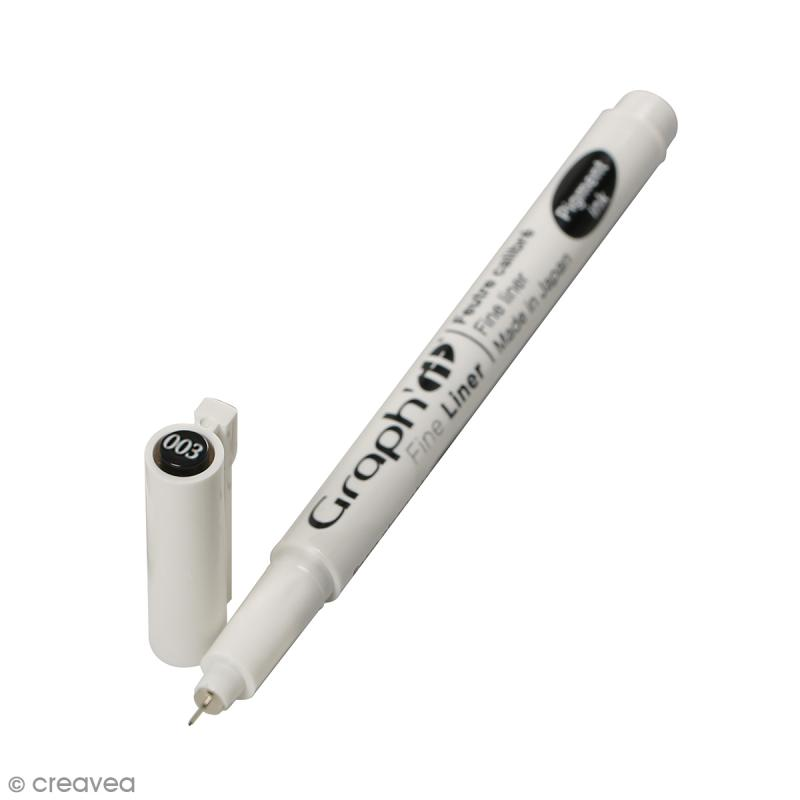 Pigment
ink
Feutre calibré
Fine liner
Made in Japan
Graph'it
Fine Liner
003
© creavea